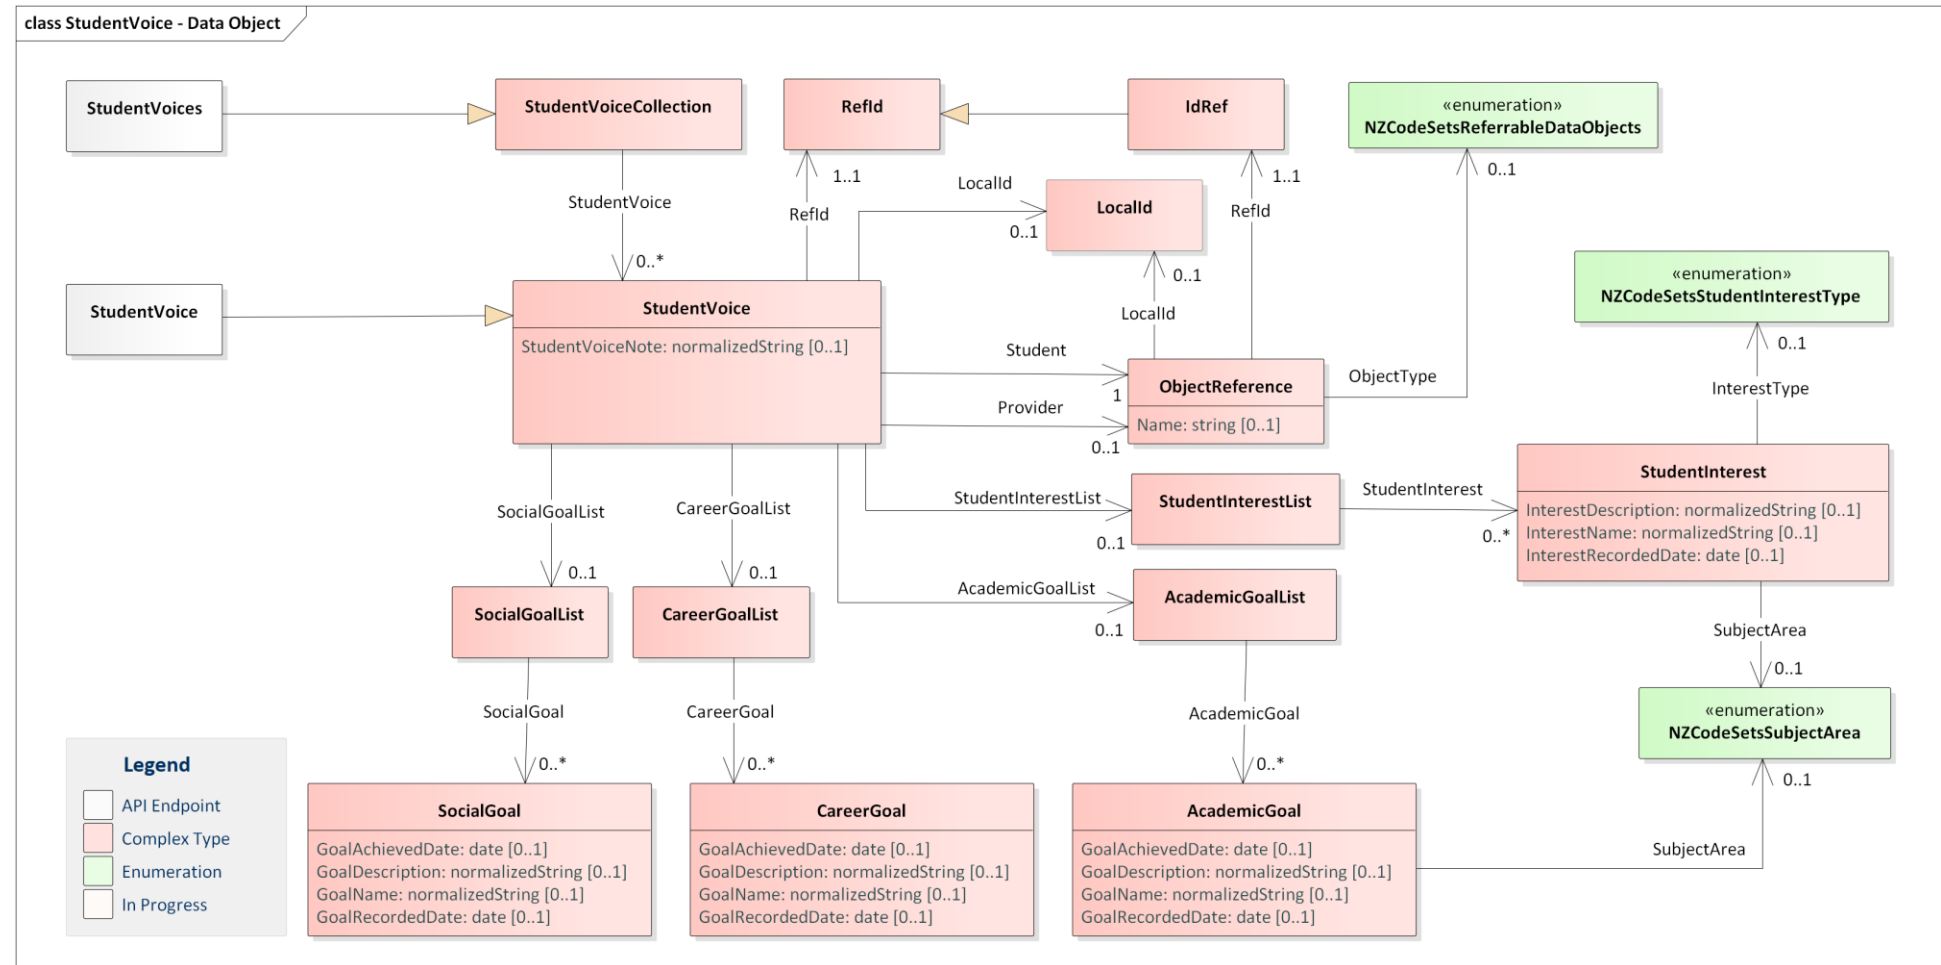 class StudentVoice - Data Object
StudentVoices
StudentVoiceCollection
RefId
IdRef
«enumeration»
NZCodeSetsReferrableDataObjects
1..1
1..1
0..1
LocalId
LocalId
StudentVoice
RefId
RefId
0..1
0..*
0..1
«enumeration»
NZCodeSetsStudentInterestType
StudentVoice
StudentVoice
StudentVoiceNote: normalizedString [0..1]
LocalId
Student
1
ObjectReference
Name: string [0..1]
ObjectType
0..1
InterestType
Provider
0..1
StudentInterest
InterestDescription: normalizedString [0..1]
InterestName: normalizedString [0..1]
InterestRecordedDate: date [0..1]
SocialGoalList
CareerGoalList
StudentInterestList
0..1
StudentInterestList
StudentInterest
0..*
0..1
0..1
AcademicGoalList
0..1
AcademicGoalList
SocialGoalList
CareerGoalList
SubjectArea
0..1
SocialGoal
CareerGoal
AcademicGoal
«enumeration»
NZCodeSetsSubjectArea
0..*
0..*
0..*
0..1
SocialGoal
GoalAchievedDate: date [0..1]
GoalDescription: normalizedString [0..1]
GoalName: normalizedString [0..1]
GoalRecordedDate: date [0..1]
CareerGoal
GoalAchievedDate: date [0..1]
GoalDescription: normalizedString [0..1]
GoalName: normalizedString [0..1]
GoalRecordedDate: date [0..1]
AcademicGoal
GoalAchievedDate: date [0..1]
GoalDescription: normalizedString [0..1]
GoalName: normalizedString [0..1]
GoalRecordedDate: date [0..1]
SubjectArea
Legend
API Endpoint
Complex Type
Enumeration
In Progress